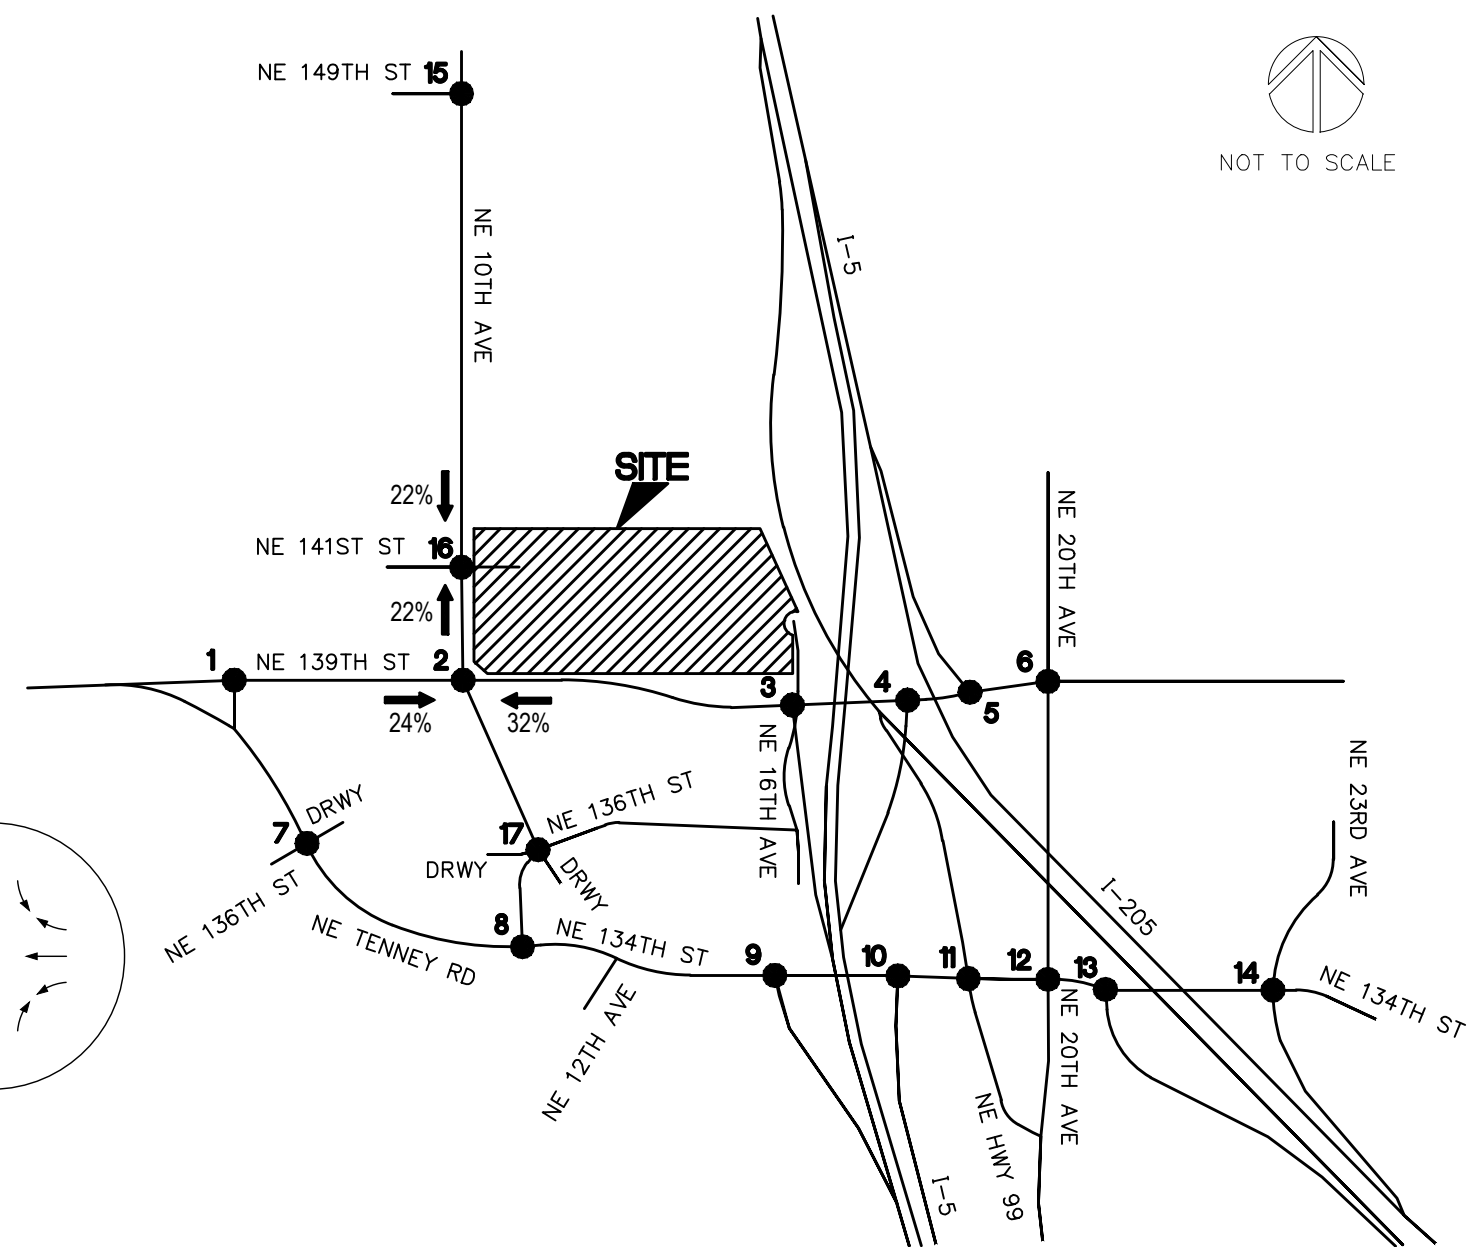 NE 149TH ST
15
NOT TO SCALE
NE 10TH AVE
I-5
SITE
22%
NE 20TH AVE
NE 141ST ST
16
22%
1
NE 139TH ST
2
6
3
4
5
24%
32%
NE 16TH AVE
NE 23RD AVE
DRWY
NE 136TH ST
7
17
DRWY
DRWY
I-205
NE 136TH ST
NE TENNEY RD
8
NE 134TH ST
9
10
11
12
13
14
NE 134TH ST
NE 12TH AVE
NE 20TH AVE
NE HWY 99
I-5